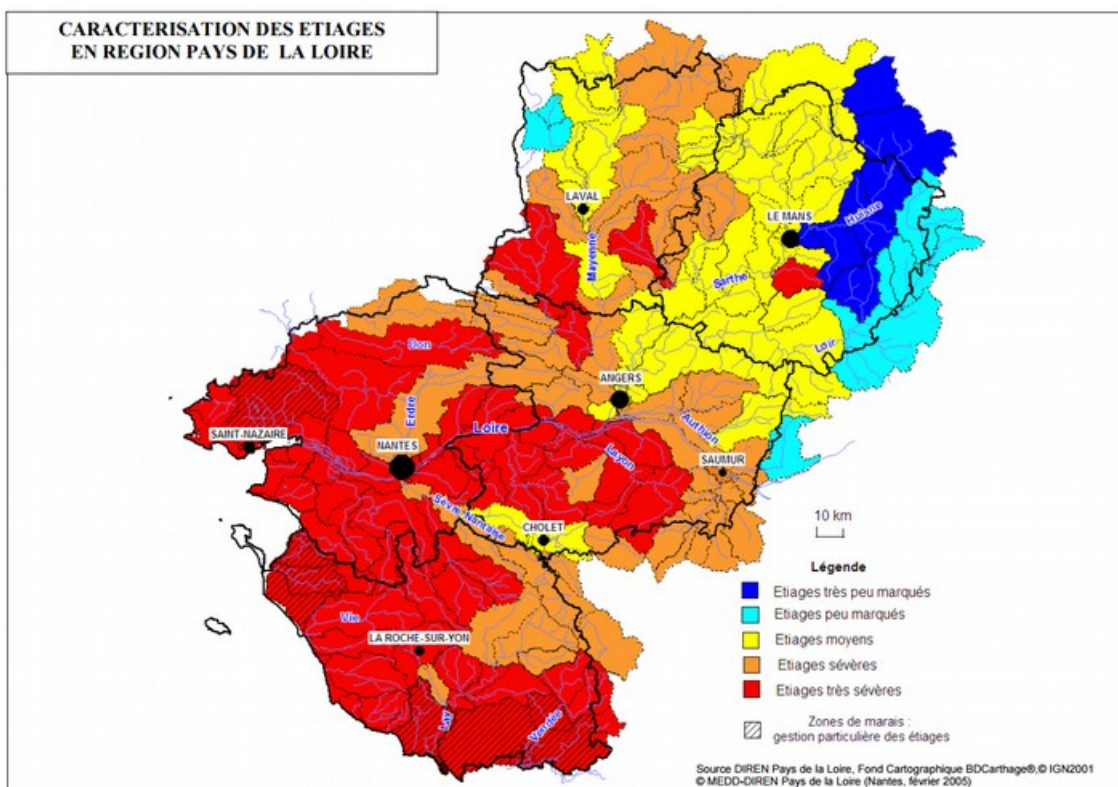 CARACTERISATION DES ETIAGES
EN REGION PAYS DE LA LOIRE
LAVAL
LE MANS
Huisne
Mayenne
Sarthe
Loir
Don
ANGERS
Erdre
Authion
Loire
SAINT-NAZAIRE
NANTES
Layon
SAUMUR
Sèvre Nantaise
CHOLET
10 km
Légende
Etiages très peu marqués
Etiages peu marqués
Etiages moyens
Etiages sévères
Etiages très sévères
Vie
LA ROCHE-SUR-YON
Lay
Vendée
Zones de marais :
gestion particulière des étiages
Source DIREN Pays de la Loire, Fond Cartographique BDCarthage®,© IGN2001
© MEDD-DIREN Pays de la Loire (Nantes, février 2005)